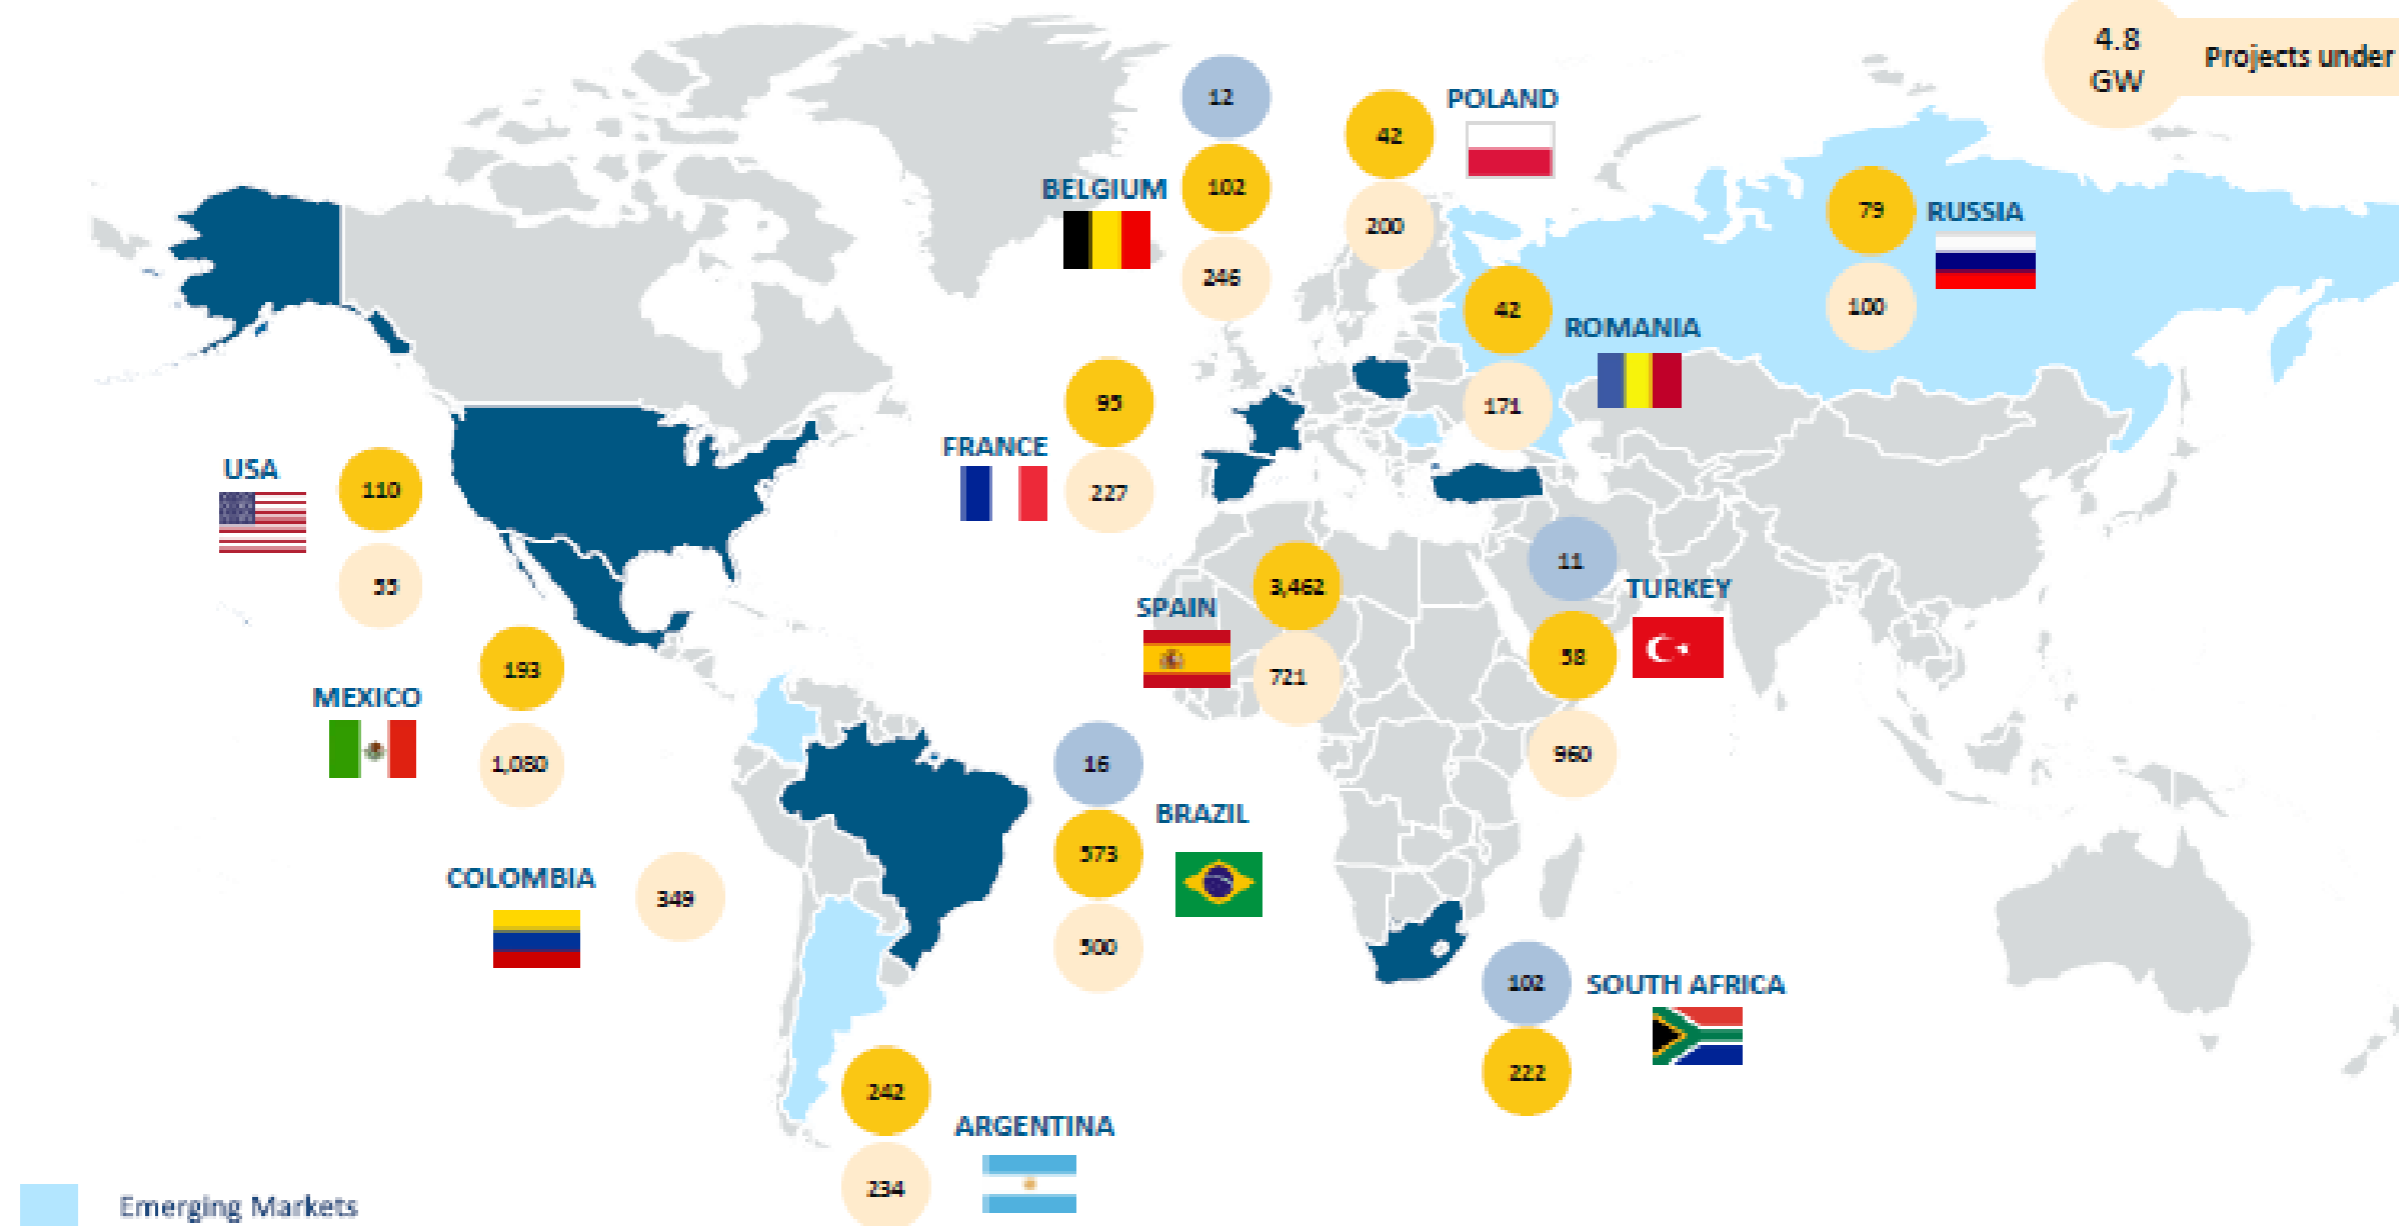 4.8
GW
Projects under
12
102
246
BELGIUM
42
200
POLAND
79
100
RUSSIA
42
171
ROMANIA
95
227
FRANCE
USA
110
55
3,462
721
SPAIN
11
58
960
TURKEY
193
1,080
MEXICO
16
573
500
BRAZIL
COLOMBIA
349
102
222
SOUTH AFRICA
242
234
ARGENTINA
Emerging Markets